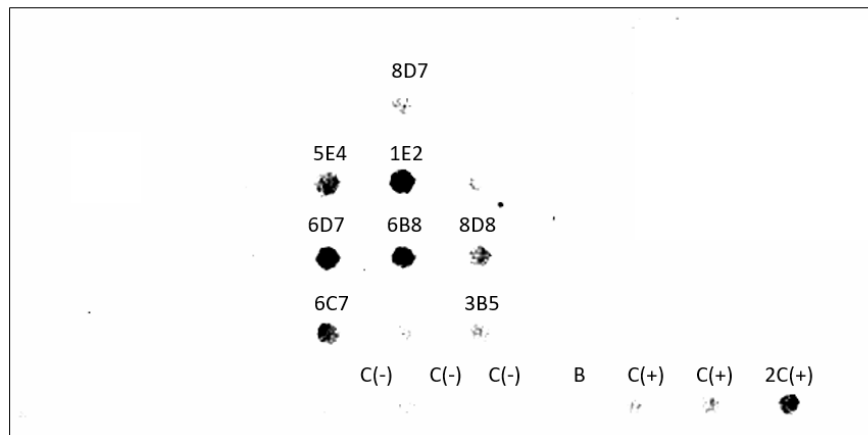 8D7
5E4 1E2
6D7 6B8 8D8
6C7 3B5
C(-) C(-) C(-) B C(+) C(+) 2C(+)